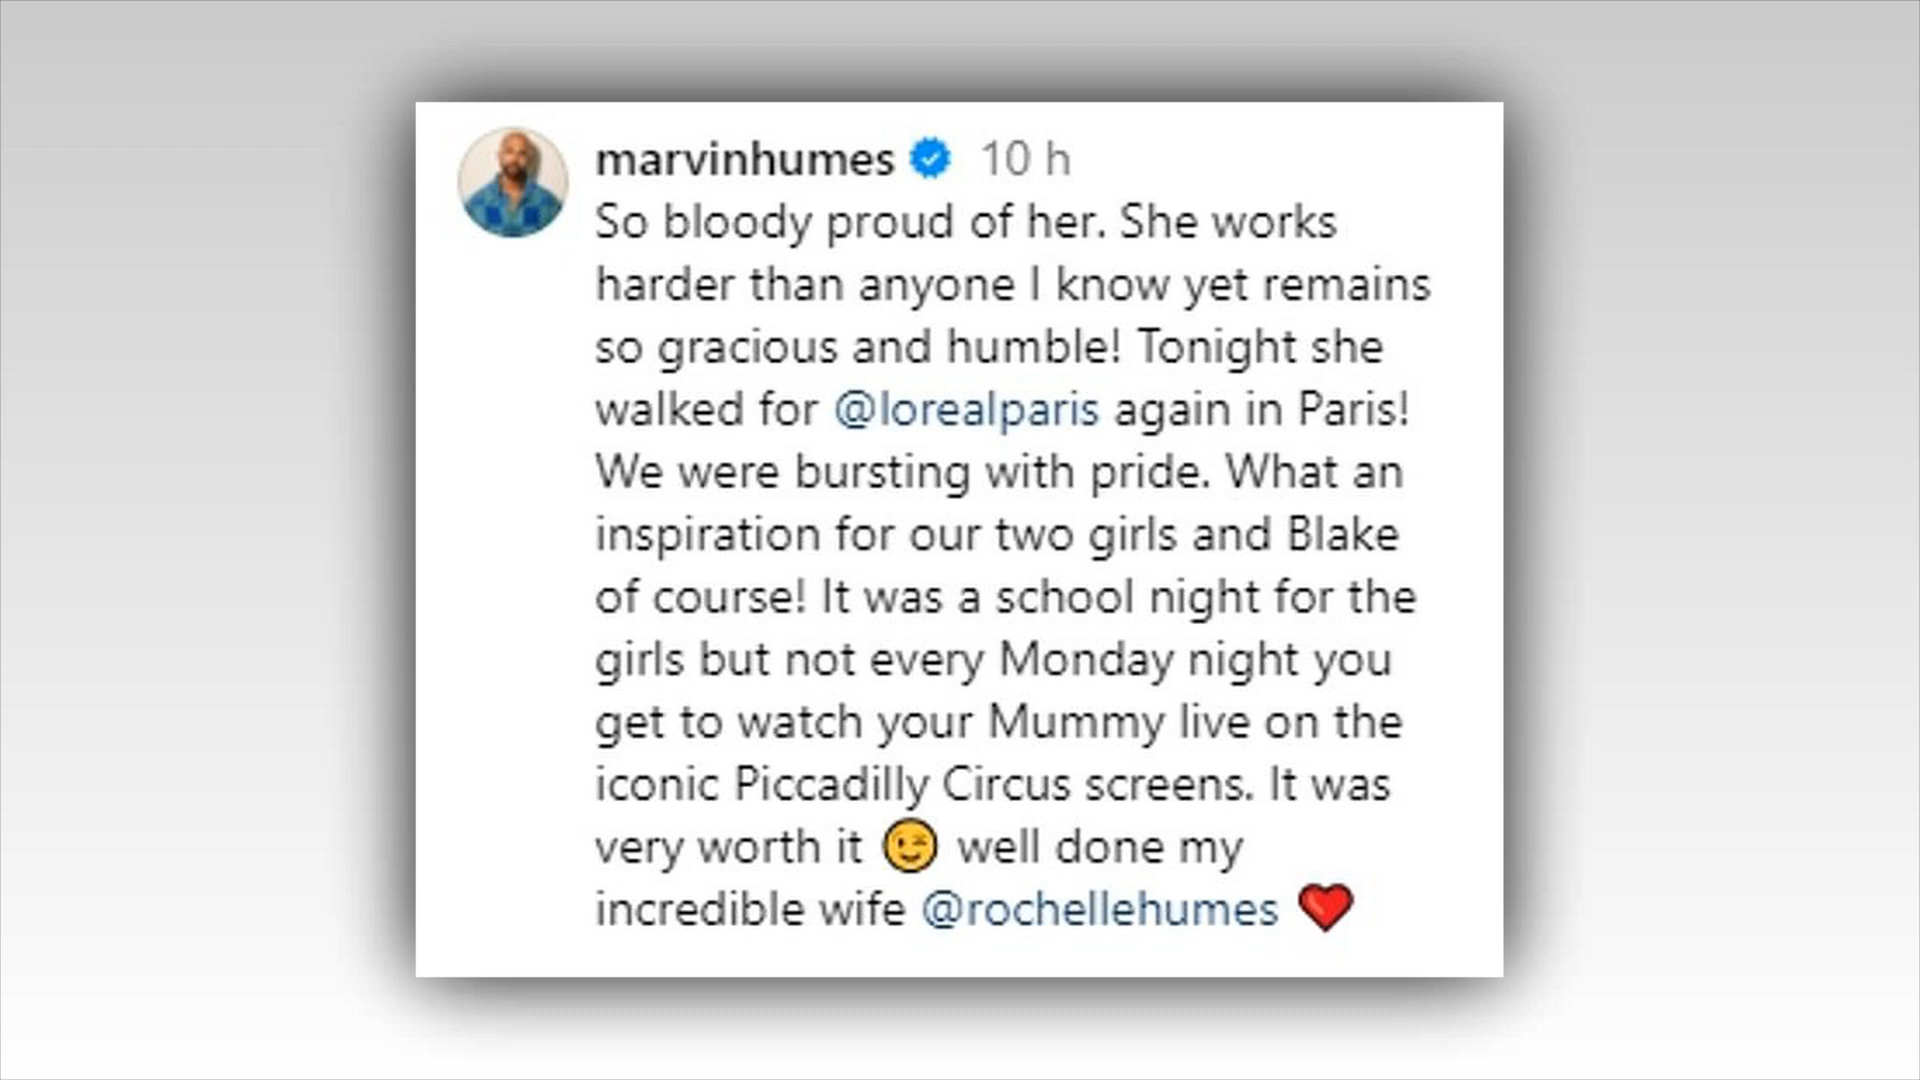 marvinhumes 10 h
So bloody proud of her. She works
harder than anyone I know yet remains
so gracious and humble! Tonight she
walked for @lorealparis again in Paris!
We were bursting with pride. What an
inspiration for our two girls and Blake
of course! It was a school night for the
girls but not every Monday night you
get to watch your Mummy live on the
iconic Piccadilly Circus screens. It was
very worth it 😉 well done my
incredible wife @rochellehumes ❤️